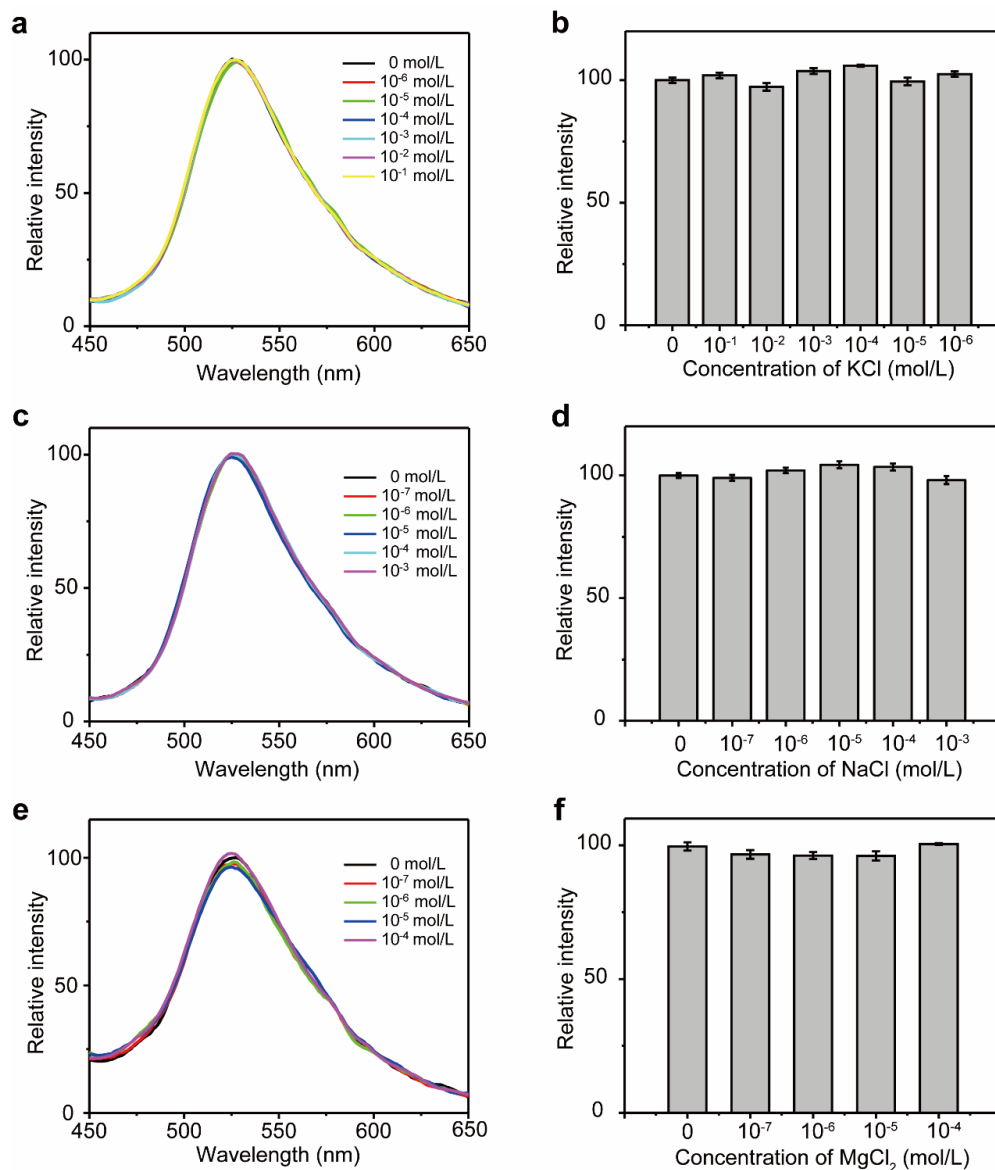 a
100
50
0
Relative intensity
0 mol/L
10⁻⁶ mol/L
10⁻⁵ mol/L
10⁻⁴ mol/L
10⁻³ mol/L
10⁻² mol/L
10⁻¹ mol/L
450 500 550 600 650
Wavelength (nm)
b
100
50
0
Relative intensity
0 10⁻¹ 10⁻² 10⁻³ 10⁻⁴ 10⁻⁵ 10⁻⁶
Concentration of KCl (mol/L)
c
100
50
0
Relative intensity
0 mol/L
10⁻⁷ mol/L
10⁻⁶ mol/L
10⁻⁵ mol/L
10⁻⁴ mol/L
10⁻³ mol/L
450 500 550 600 650
Wavelength (nm)
d
100
50
0
Relative intensity
0 10⁻⁷ 10⁻⁶ 10⁻⁵ 10⁻⁴ 10⁻³
Concentration of NaCl (mol/L)
e
100
50
0
Relative intensity
0 mol/L
10⁻⁷ mol/L
10⁻⁶ mol/L
10⁻⁵ mol/L
10⁻⁴ mol/L
450 500 550 600 650
Wavelength (nm)
f
100
50
0
Relative intensity
0 10⁻⁷ 10⁻⁶ 10⁻⁵ 10⁻⁴
Concentration of MgCl₂ (mol/L)